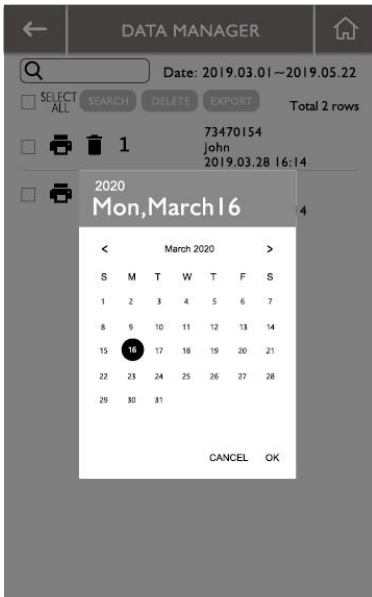 DATA MANAGER
Date: 2019.03.01~2019.05.22
SELECT ALL SEARCH DELETE EXPORT Total 2 rows
1 73470154
John
2019.03.28 16:14
4
2020
Mon,March16
< March 2020 >
S M T W T F S
1 2 3 4 5 6 7
8 9 10 11 12 13 14
15 16 17 18 19 20 21
22 23 24 25 26 27 28
29 30 31
CANCEL OK